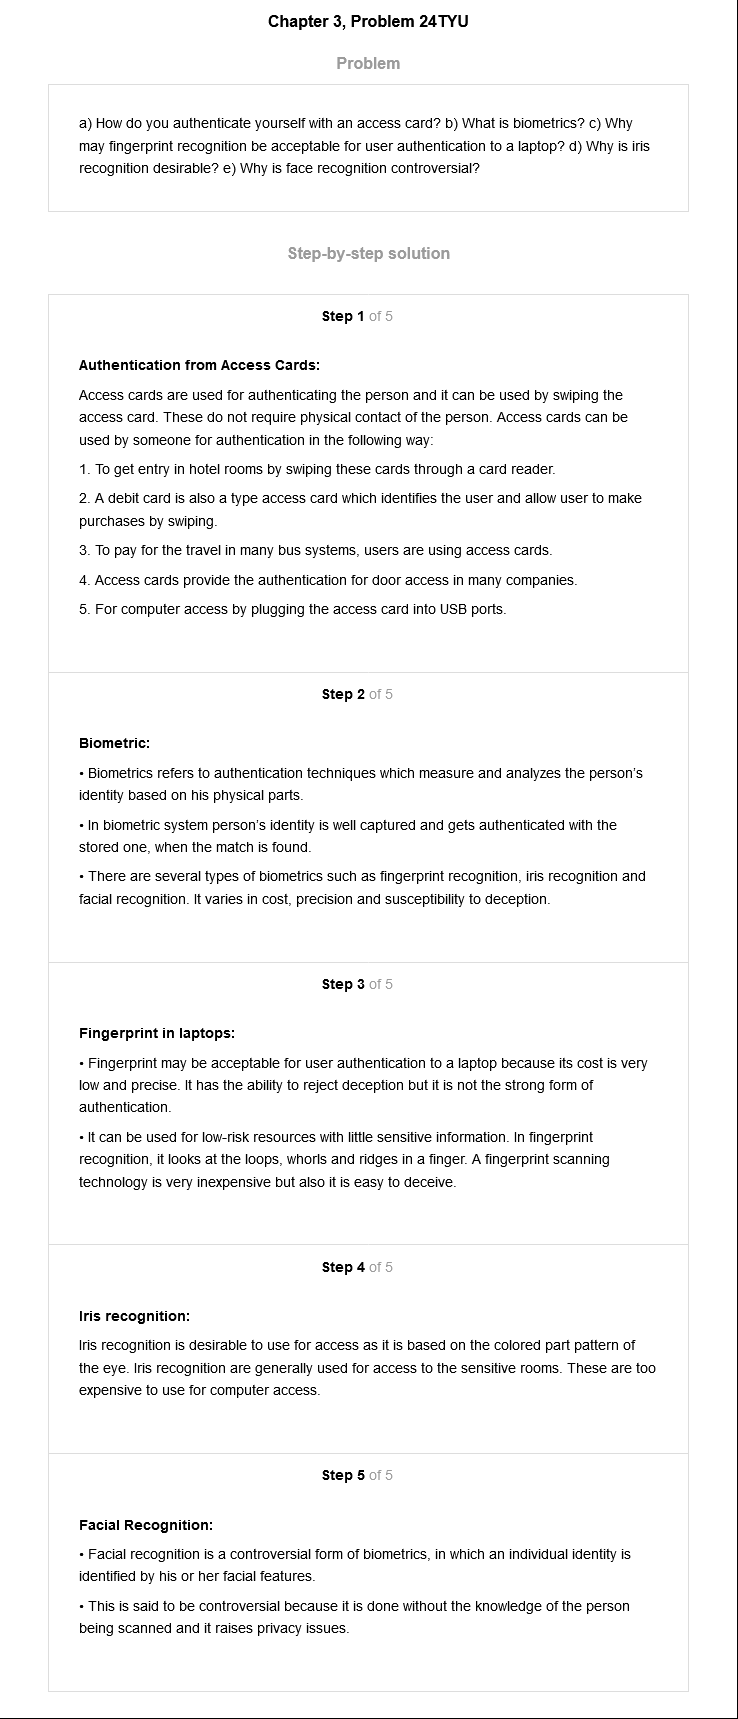 Chapter 3, Problem 24TYU
Problem
a) How do you authenticate yourself with an access card? b) What is biometrics? c) Why
may fingerprint recognition be acceptable for user authentication to a laptop? d) Why is iris
recognition desirable? e) Why is face recognition controversial?
Step-by-step solution
Step 1 of 5
Authentication from Access Cards:
Access cards are used for authenticating the person and it can be used by swiping the
access card. These do not require physical contact of the person. Access cards can be
used by someone for authentication in the following way:
1. To get entry in hotel rooms by swiping these cards through a card reader.
2. A debit card is also a type access card which identifies the user and allow user to make
purchases by swiping.
3. To pay for the travel in many bus systems, users are using access cards.
4. Access cards provide the authentication for door access in many companies.
5. For computer access by plugging the access card into USB ports.
Step 2 of 5
Biometric:
• Biometrics refers to authentication techniques which measure and analyzes the person’s
identity based on his physical parts.
• In biometric system person’s identity is well captured and gets authenticated with the
stored one, when the match is found.
• There are several types of biometrics such as fingerprint recognition, iris recognition and
facial recognition. It varies in cost, precision and susceptibility to deception.
Step 3 of 5
Fingerprint in laptops:
• Fingerprint may be acceptable for user authentication to a laptop because its cost is very
low and precise. It has the ability to reject deception but it is not the strong form of
authentication.
• It can be used for low-risk resources with little sensitive information. In fingerprint
recognition, it looks at the loops, whorls and ridges in a finger. A fingerprint scanning
technology is very inexpensive but also it is easy to deceive.
Step 4 of 5
Iris recognition:
Iris recognition is desirable to use for access as it is based on the colored part pattern of
the eye. Iris recognition are generally used for access to the sensitive rooms. These are too
expensive to use for computer access.
Step 5 of 5
Facial Recognition:
• Facial recognition is a controversial form of biometrics, in which an individual identity is
identified by his or her facial features.
• This is said to be controversial because it is done without the knowledge of the person
being scanned and it raises privacy issues.